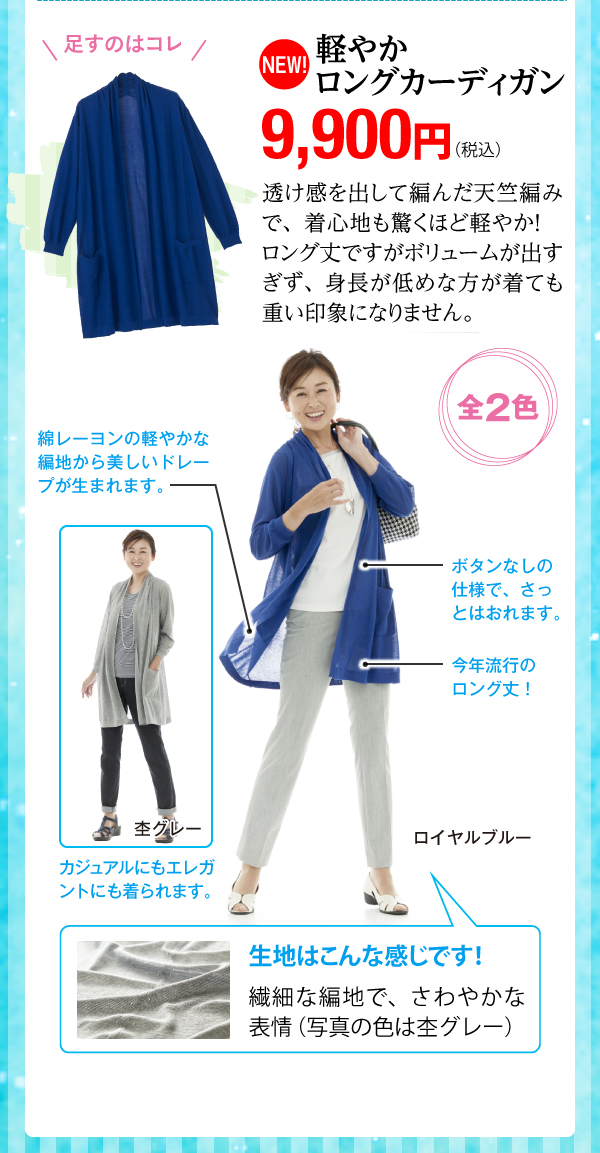 足すのはコレ
NEW!
軽やか
ロングカーディガン
9,900円(税込)
透け感を出して編んだ天竺編み
で、着心地も驚くほど軽やか!
ロング丈ですがボリュームが出す
ぎず、身長が低めな方が着ても
重い印象になりません。
全2色
綿レーヨンの軽やかな
編地から美しいドレー
プが生まれます。
ボタンなしの
仕様で、さっ
とはおれます。
今年流行の
ロング丈！
杢グレー
ロイヤルブルー
カジュアルにもエレガ
ントにも着られます。
生地はこんな感じです!
繊細な編地で、さわやかな
表情（写真の色は杢グレー）